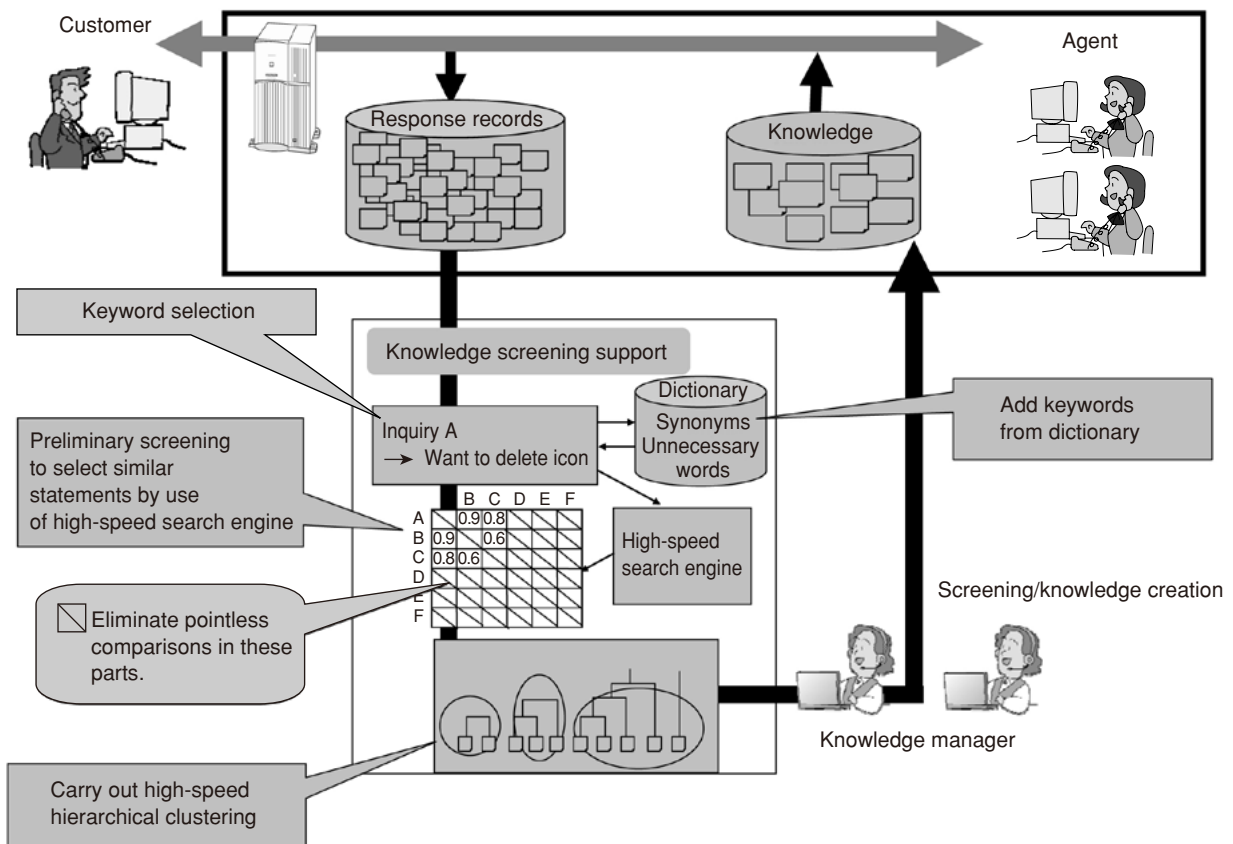 Customer
Agent
Response records
Knowledge
Keyword selection
Knowledge screening support
Dictionary
Synonyms
Unnecessary
words
Inquiry A
→ Want to delete icon
Add keywords
from dictionary
Preliminary screening
to select similar
statements by use
of high-speed search engine
B C D E F
A 0.9 0.8
B 0.9 0.6
C 0.8 0.6
D
E
F
High-speed
search engine
Eliminate pointless
comparisons in these
parts.
Screening/knowledge creation
Knowledge manager
Carry out high-speed
hierarchical clustering